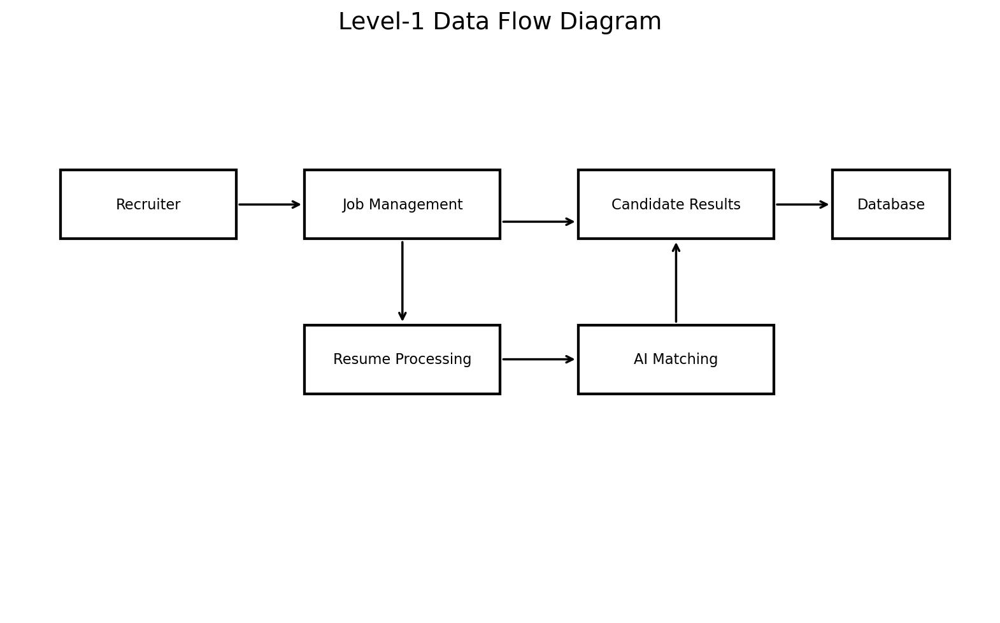 Level-1 Data Flow Diagram
Recruiter
Job Management
Candidate Results
Database
Resume Processing
AI Matching